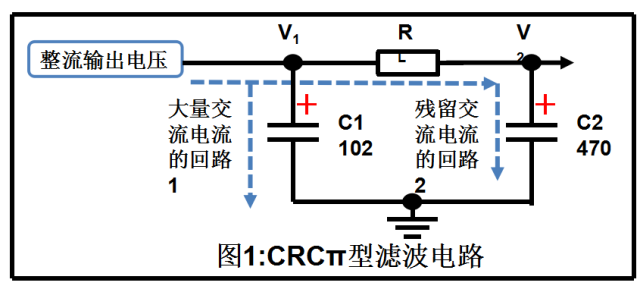 V1
R
V
整流输出电压
L
2
大量交
流电流
的回路
1
+
C1
102
残留交
流电流
的回路
2
+
C2
470
图1:CRCπ型滤波电路